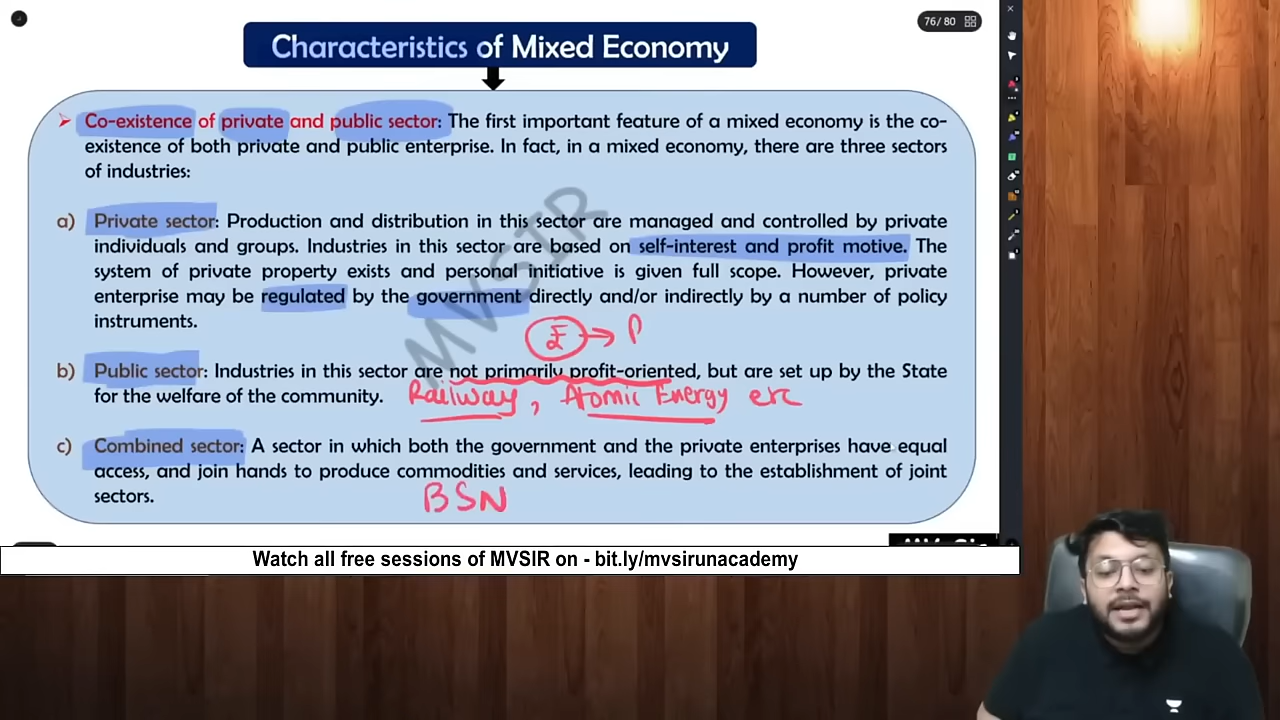 76/ 80
Characteristics of Mixed Economy
➤ Co-existence of private and public sector: The first important feature of a mixed economy is the co-
existence of both private and public enterprise. In fact, in a mixed economy, there are three sectors
of industries:
a) Private sector: Production and distribution in this sector are managed and controlled by private
individuals and groups. Industries in this sector are based on self-interest and profit motive. The
system of private property exists and personal initiative is given full scope. However, private
enterprise may be regulated by the government directly and/or indirectly by a number of policy
instruments.
MVSIR
b) Public sector: Industries in this sector are not primarily profit-oriented, but are set up by the State
for the welfare of the community. Railway, Atomic Energy etc
c) Combined sector: A sector in which both the government and the private enterprises have equal
access, and join hands to produce commodities and services, leading to the establishment of joint
sectors.
BSN
Watch all free sessions of MVSIR on - bit.ly/mvsirunacademy